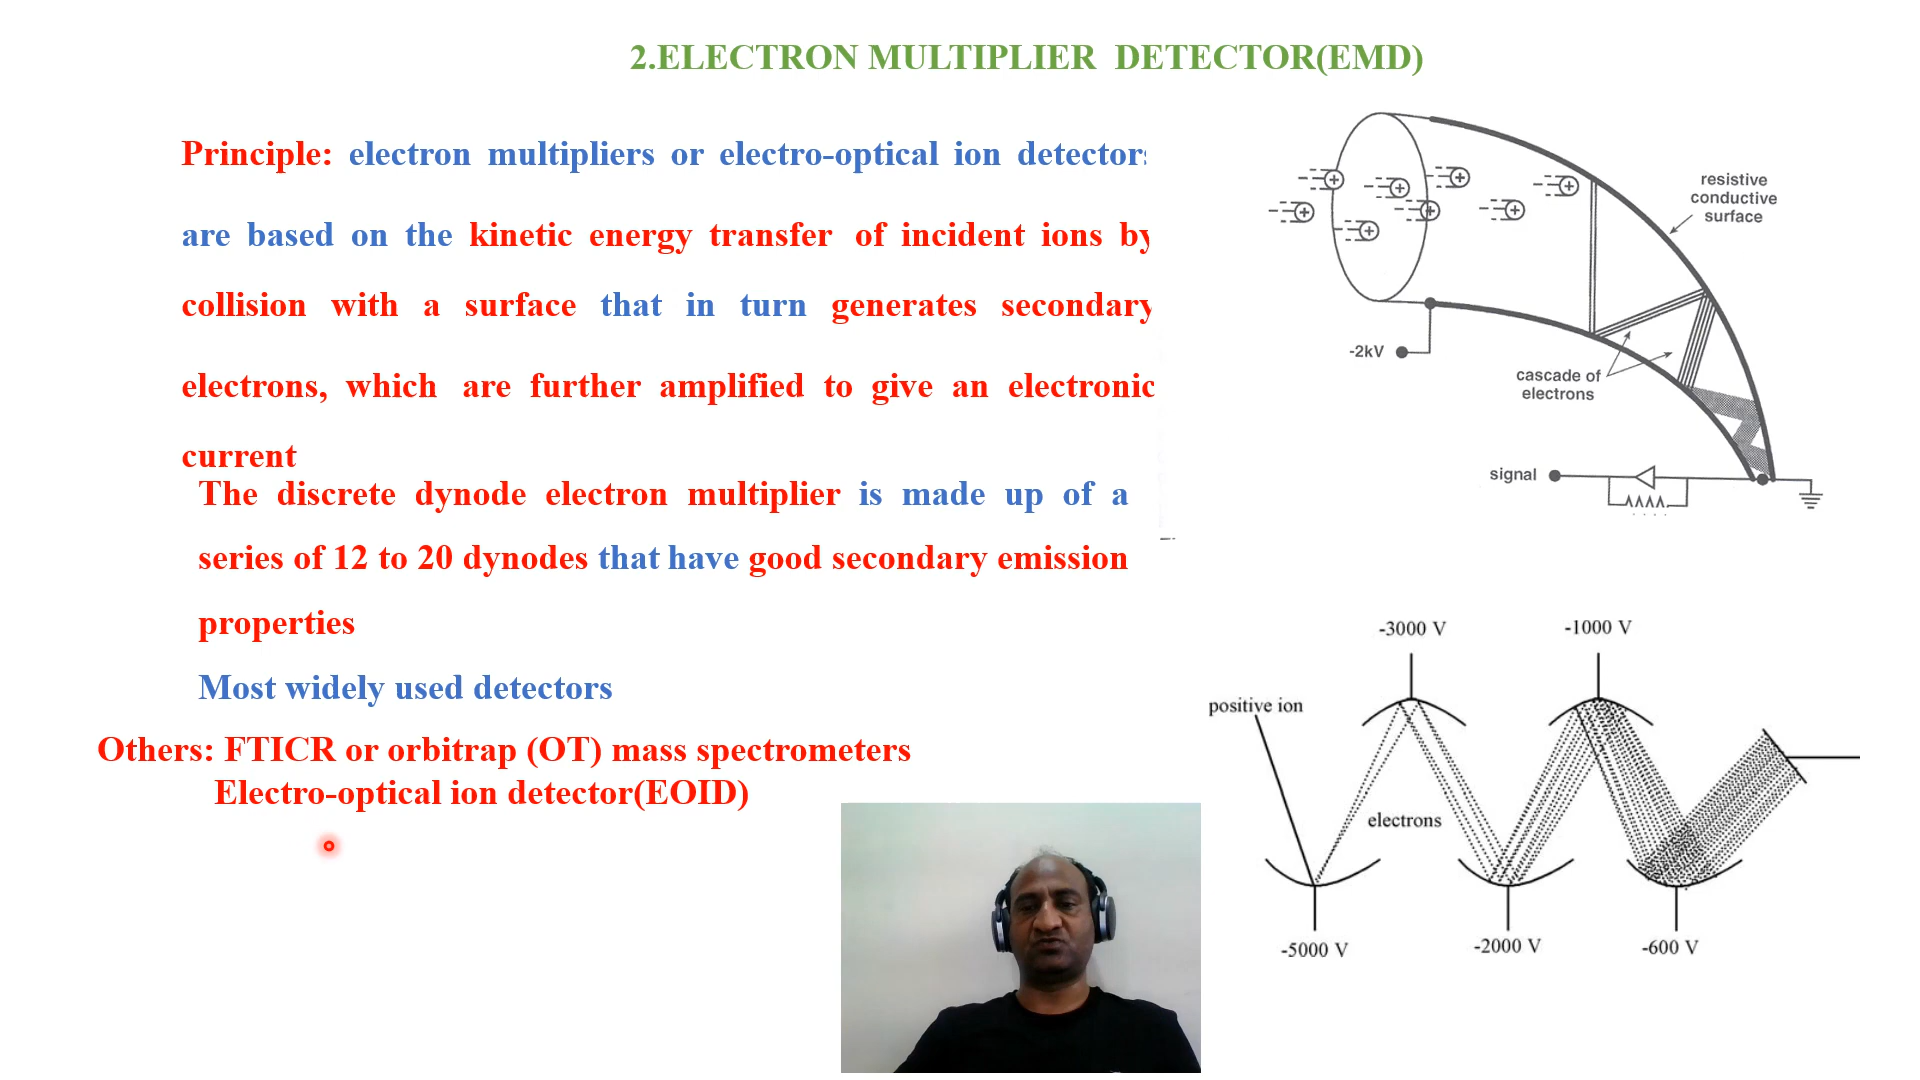 2.ELECTRON MULTIPLIER DETECTOR(EMD)
Principle: electron multipliers or electro-optical ion detectors
are based on the kinetic energy transfer of incident ions by
collision with a surface that in turn generates secondary
electrons, which are further amplified to give an electronic
current
The discrete dynode electron multiplier is made up of a
series of 12 to 20 dynodes that have good secondary emission
properties
Most widely used detectors
Others: FTICR or orbitrap (OT) mass spectrometers
Electro-optical ion detector(EOID)
resistive
conductive
surface
-2kV
cascade of
electrons
signal
-3000 V
-1000 V
positive ion
electrons
-5000 V
-2000 V
-600 V